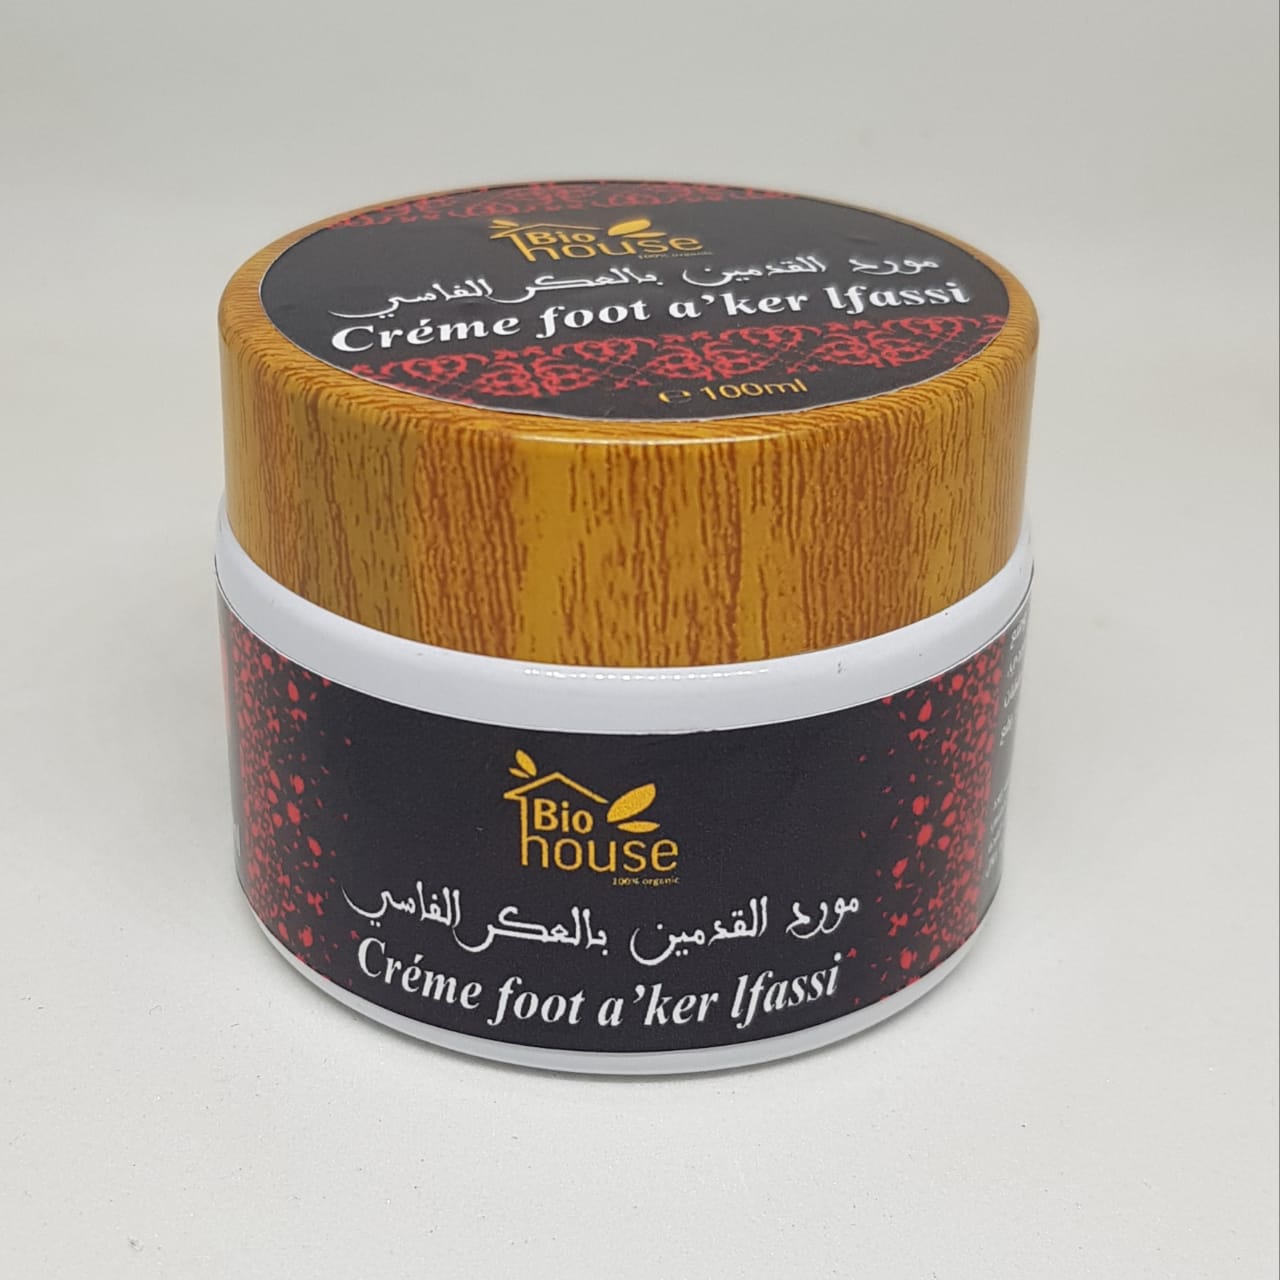 Bio
house
100% organic
مورد القدمين بالعكر الفاسي
Créme foot a'ker lfassi
℮ 100ml
Bio
house
100% organic
مورد القدمين بالعكر الفاسي
Créme foot a'ker lfassi